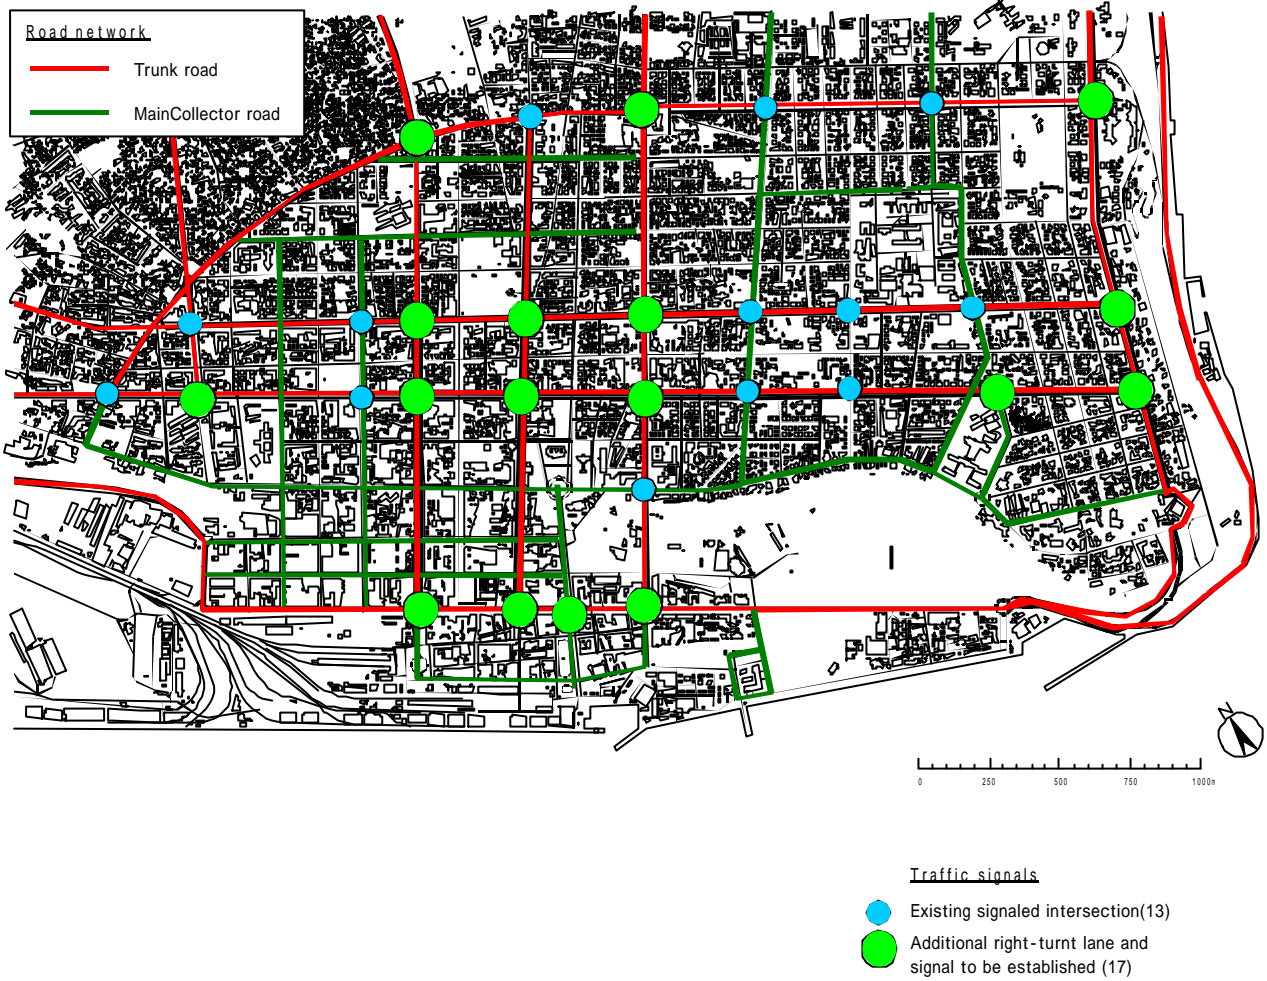 Road network
Trunk road
MainCollector road
N
0 250 500 750 1000m
Traffic signals
Existing signaled intersection(13)
Additional right-turnt lane and
signal to be established (17)